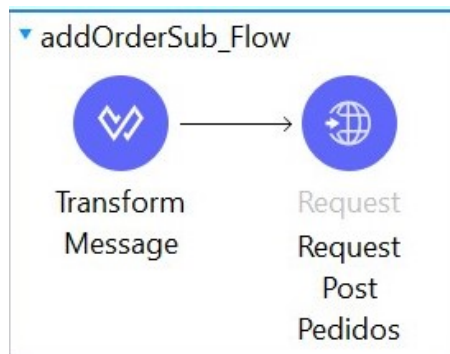 addOrderSub_Flow
Transform
Message
Request
Request
Post
Pedidos